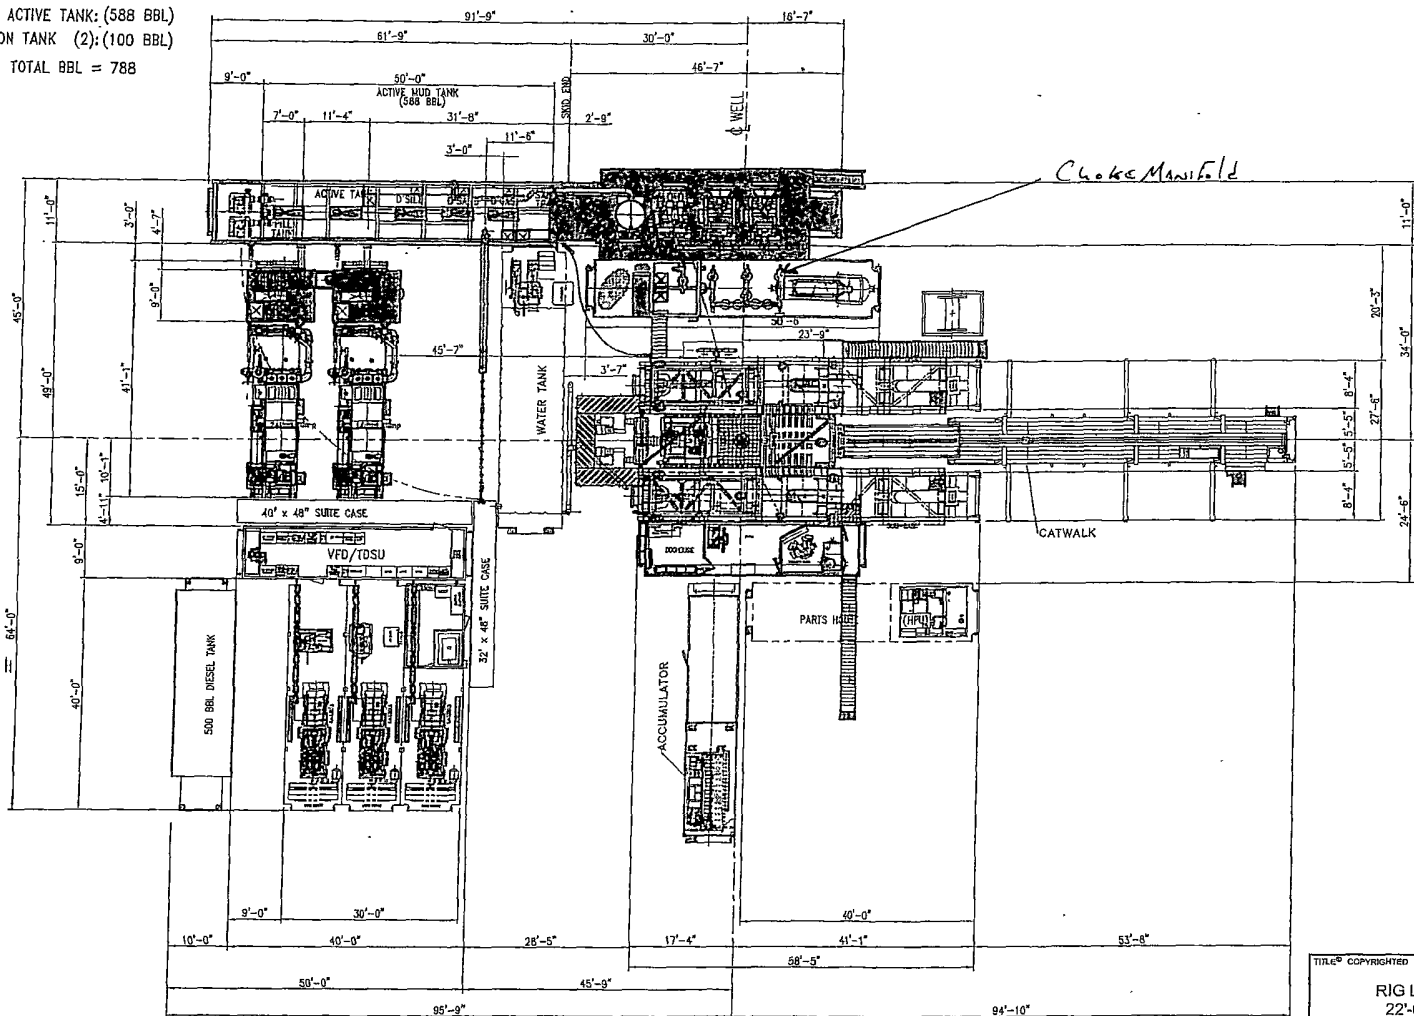 ACTIVE TANK: (588 BBL)
ON TANK (2): (100 BBL)
TOTAL BBL = 788
91'-9"
16'-7"
61'-9"
30'-0"
46'-7"
9'-0"
50'-0"
ACTIVE MUD TANK
(588 BBL)
SKID END
℄ WELL
7'-0"
11'-4"
31'-8"
2'-9"
11'-6"
3'-0"
Choke Manifold
ACTIVE
11'-0"
3'-0"
4'-7"
9'-0"
45'-0"
49'-0"
41'-1"
15'-0"
10'-1"
4'-11"
9'-0"
= 64'-0"
40'-0"
45'-7"
WATER TANK
3'-7"
23'-9"
11'-0"
20'-3"
34'-0"
8'-4"
27'-6"
5'-5"
5'-5"
8'-4"
24'-6"
CATWALK
40' x 48" SUITE CASE
VFD/TDSU
32' x 48" SUITE CASE
500 BBL DIESEL TANK
DOGHOUSE
PARTS
(HPU)
ACCUMULATOR
9'-0"
30'-0"
40'-0"
10'-0"
40'-0"
28'-5"
17'-4"
41'-1"
53'-8"
58'-5"
50'-0"
45'-9"
95'-9"
94'-10"
TITLE© COPYRIGHTED
RIG L
22'-